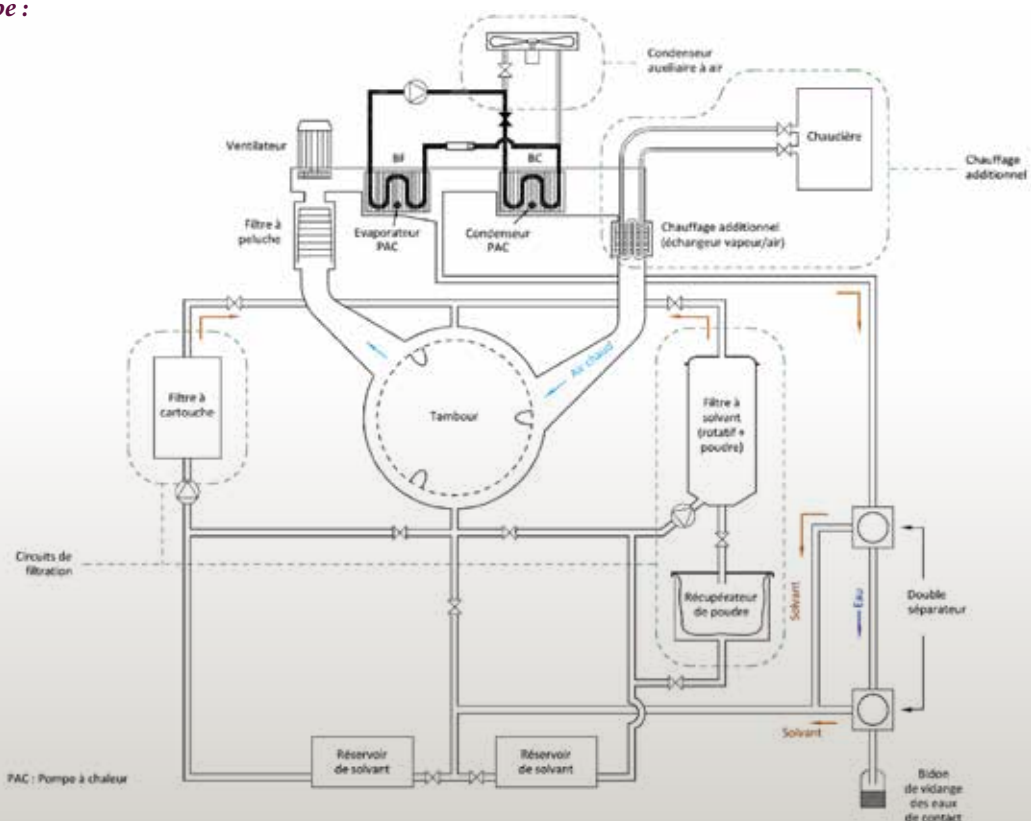 pe :
Condenseur
auxiliaire à air
Ventilateur
BF
BC
Chaudière
Chauffage
additionnel
Filtre à
peluche
Evaporateur
PAC
Condenseur
PAC
Chauffage additionnel
(échangeur vapeur/air)
Air chaud
Filtre à
cartouche
Tambour
Filtre à
solvant
(rotatif +
poudre)
Circuits de
filtration
Récupérateur
de poudre
Solvant
Eau
Double
séparateur
Solvant
Réservoir
de solvant
Réservoir
de solvant
PAC : Pompe à chaleur
Bidon
de vidange
des eaux
de contact